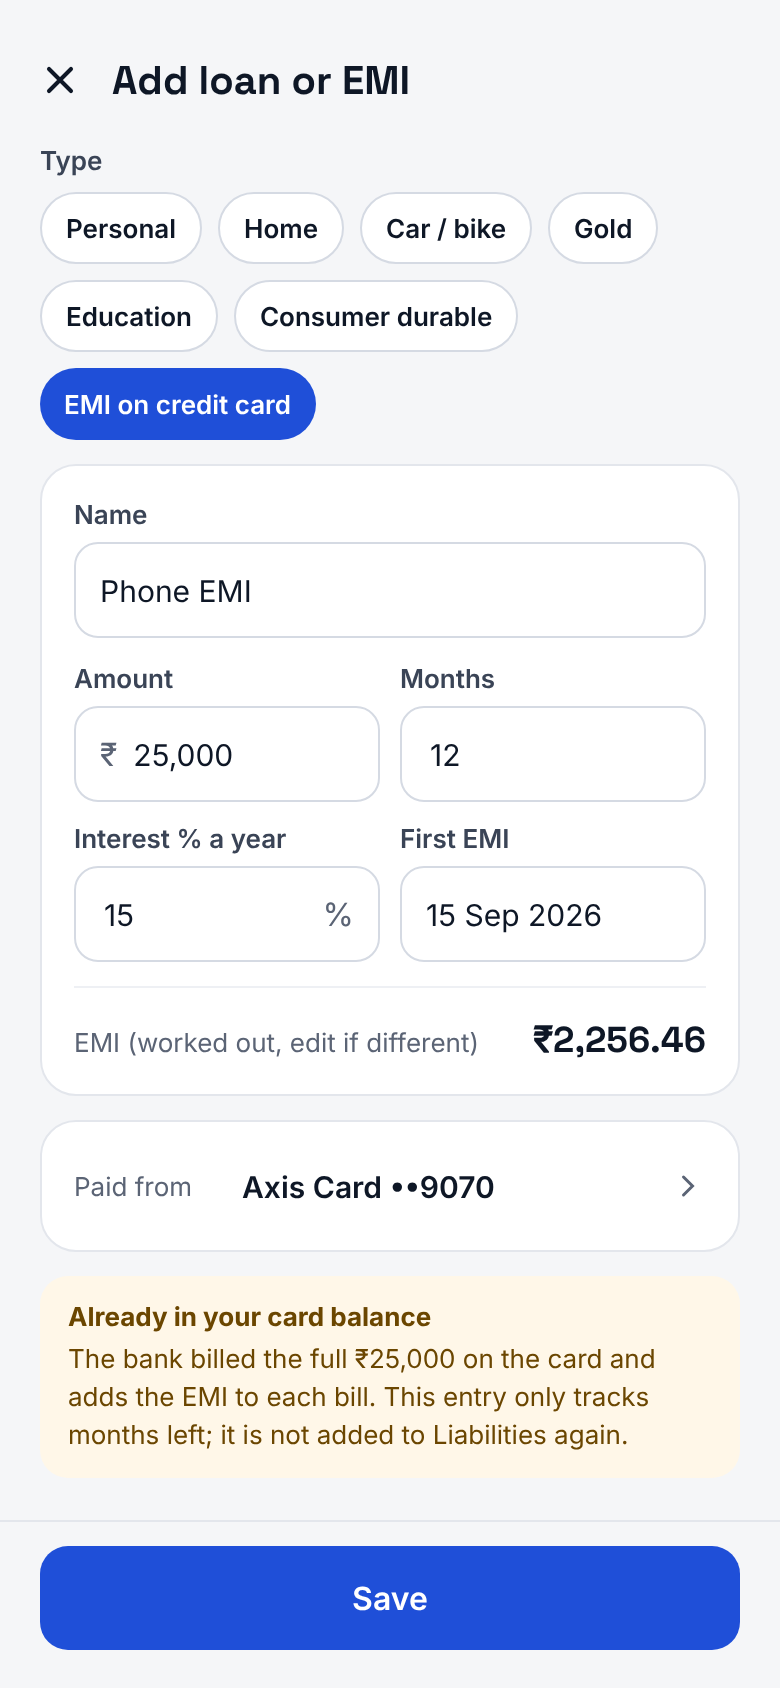 Add loan or EMI
Type
Personal Home Car / bike Gold
Education Consumer durable
EMI on credit card
Name
Phone EMI
Amount Months
₹ 25,000 12
Interest % a year First EMI
15 % 15 Sep 2026
EMI (worked out, edit if different) ₹2,256.46
Paid from Axis Card ••9070
Already in your card balance
The bank billed the full ₹25,000 on the card and
adds the EMI to each bill. This entry only tracks
months left; it is not added to Liabilities again.
Save